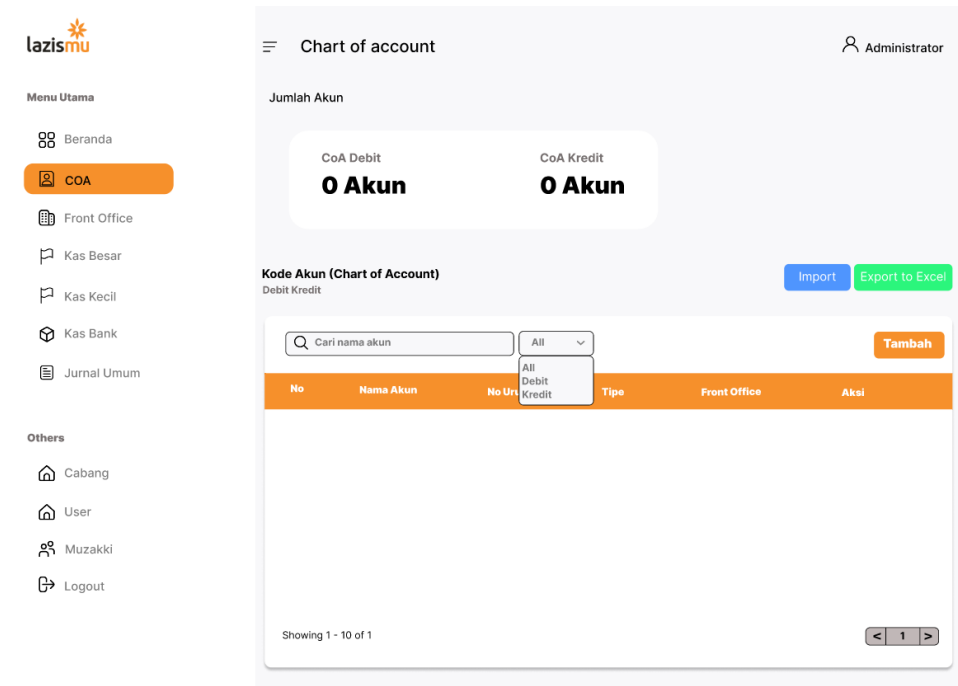 lazismu
Chart of account
Administrator
Menu Utama
Jumlah Akun
Beranda
COA
Front Office
Kas Besar
Kas Kecil
Kas Bank
Jurnal Umum
Others
Cabang
User
Muzakki
Logout
CoA Debit
CoA Kredit
0 Akun
0 Akun
Kode Akun (Chart of Account)
Debit Kredit
Import
Export to Excel
Cari nama akun
All
Tambah
All
Debit
Kredit
No
Nama Akun
No
Tipe
Front Office
Aksi
Showing 1 - 10 of 1
< 1 >